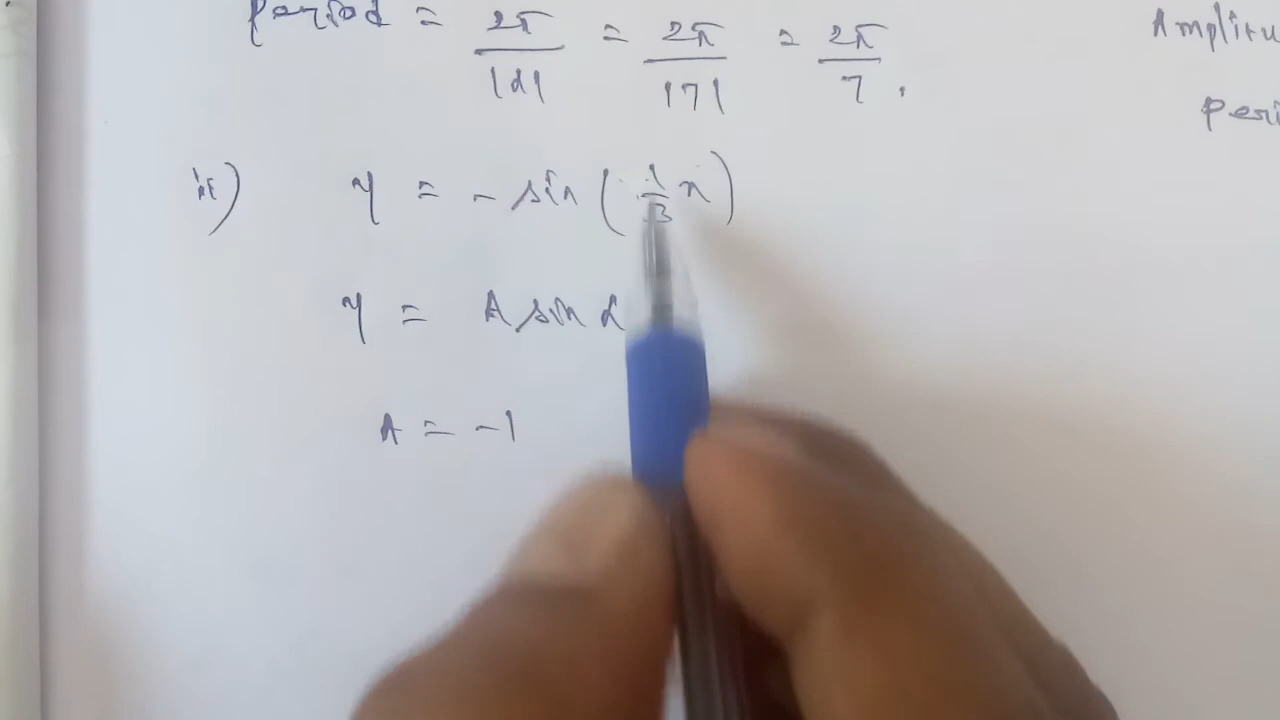 Period = 2π/|α| = 2π/|7| = 2π/7.
Amplitu
Peri
ii) y = - sin (1/3 x)
y = A sin α
A = -1